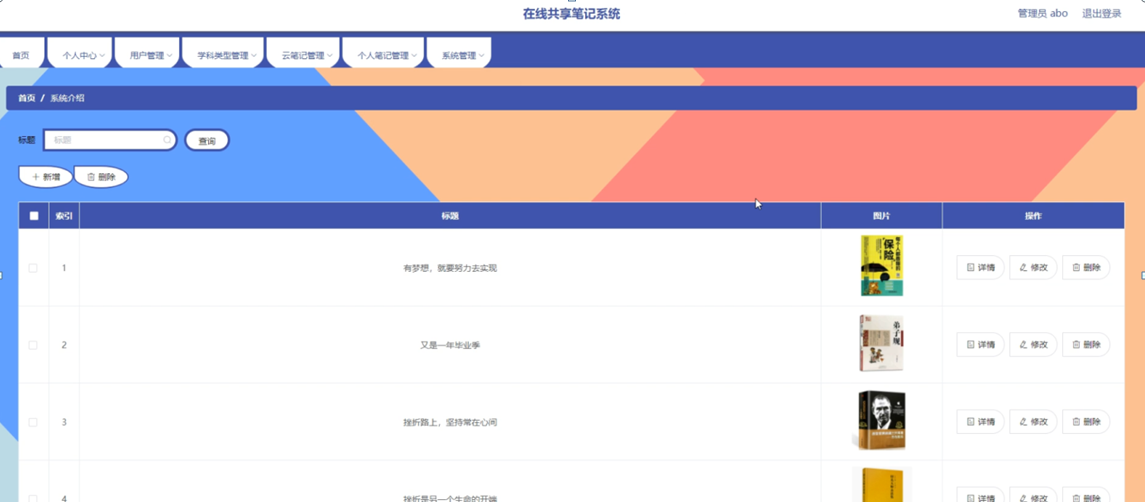 在线共享笔记系统
管理员 abo 退出登录
首页 个人中心 用户管理 学科类型管理 云笔记管理 个人笔记管理 系统管理
首页 / 系统介绍
标题 标题 查询
+ 新增 删除
索引 标题 图片 操作
1 有梦想，就要努力去实现 保险 详情 修改 删除
2 又是一年毕业季 详情 修改 删除
3 挫折路上，坚持常在心间 详情 修改 删除
4 挫折是另一个生命的开端 详情 修改 删除